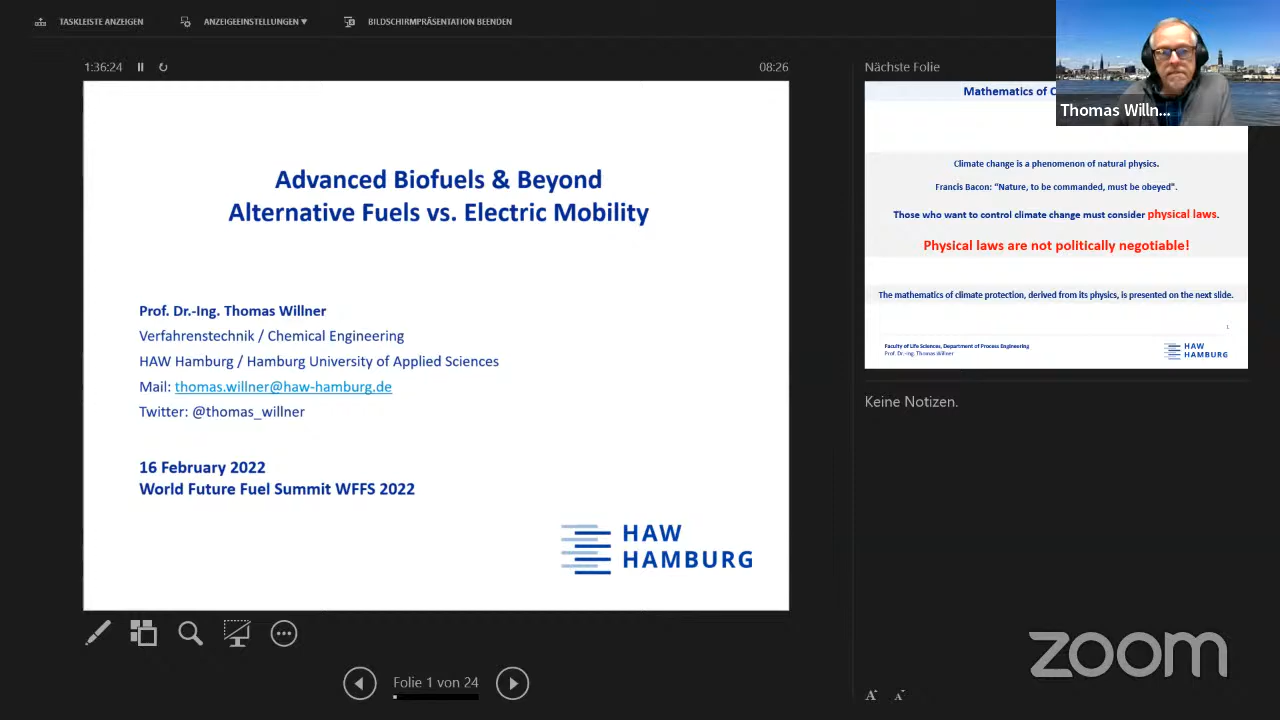 TASKLEISTE ANZEIGEN
ANZEIGEEINSTELLUNGEN ▼
BILDSCHIRMPRÄSENTATION BEENDEN
1:36:24
08:26
Advanced Biofuels & Beyond
Alternative Fuels vs. Electric Mobility
Prof. Dr.-Ing. Thomas Willner
Verfahrenstechnik / Chemical Engineering
HAW Hamburg / Hamburg University of Applied Sciences
Mail: thomas.willner@haw-hamburg.de
Twitter: @thomas_willner
16 February 2022
World Future Fuel Summit WFFS 2022
HAW
HAMBURG
Folie 1 von 24
Nächste Folie
Thomas Willn...
Mathematics of
Climate change is a phenomenon of natural physics.
Francis Bacon: “Nature, to be commanded, must be obeyed".
Those who want to control climate change must consider physical laws.
Physical laws are not politically negotiable!
The mathematics of climate protection, derived from its physics, is presented on the next slide.
1
Faculty of Life Sciences, Department of Process Engineering
Prof. Dr.-Ing. Thomas Willner
HAW
HAMBURG
Keine Notizen.
zoom
A A